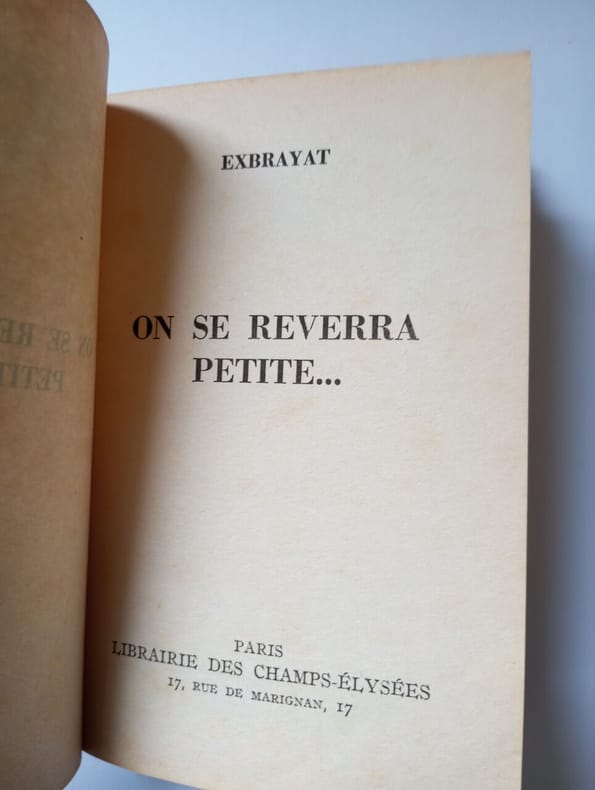 EXBRAYAT
ON SE REVERRA
PETITE...
PARIS
LIBRAIRIE DES CHAMPS-ÉLYSÉES
17, RUE DE MARIGNAN, 17